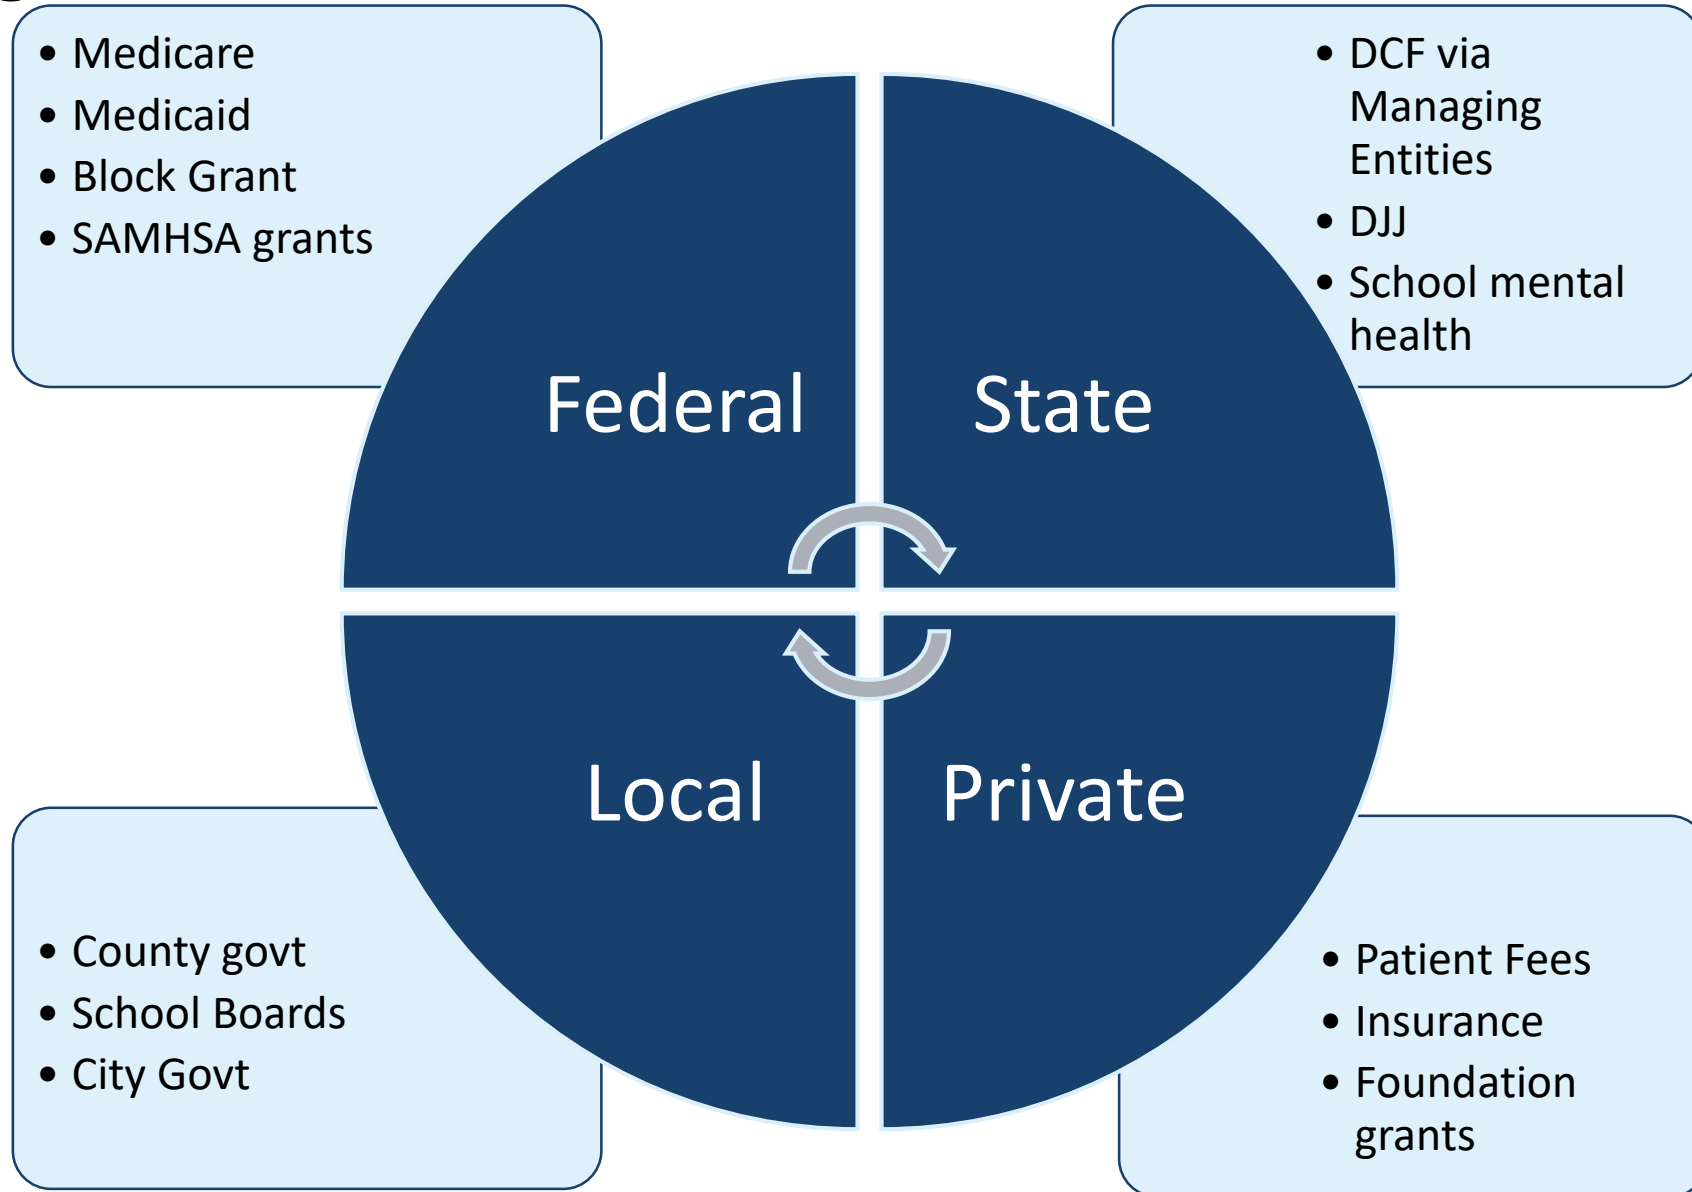 • Medicare
• Medicaid
• Block Grant
• SAMHSA grants
• DCF via
Managing
Entities
• DJJ
• School mental
health
Federal
State
Local
Private
• County govt
• School Boards
• City Govt
• Patient Fees
• Insurance
• Foundation
grants